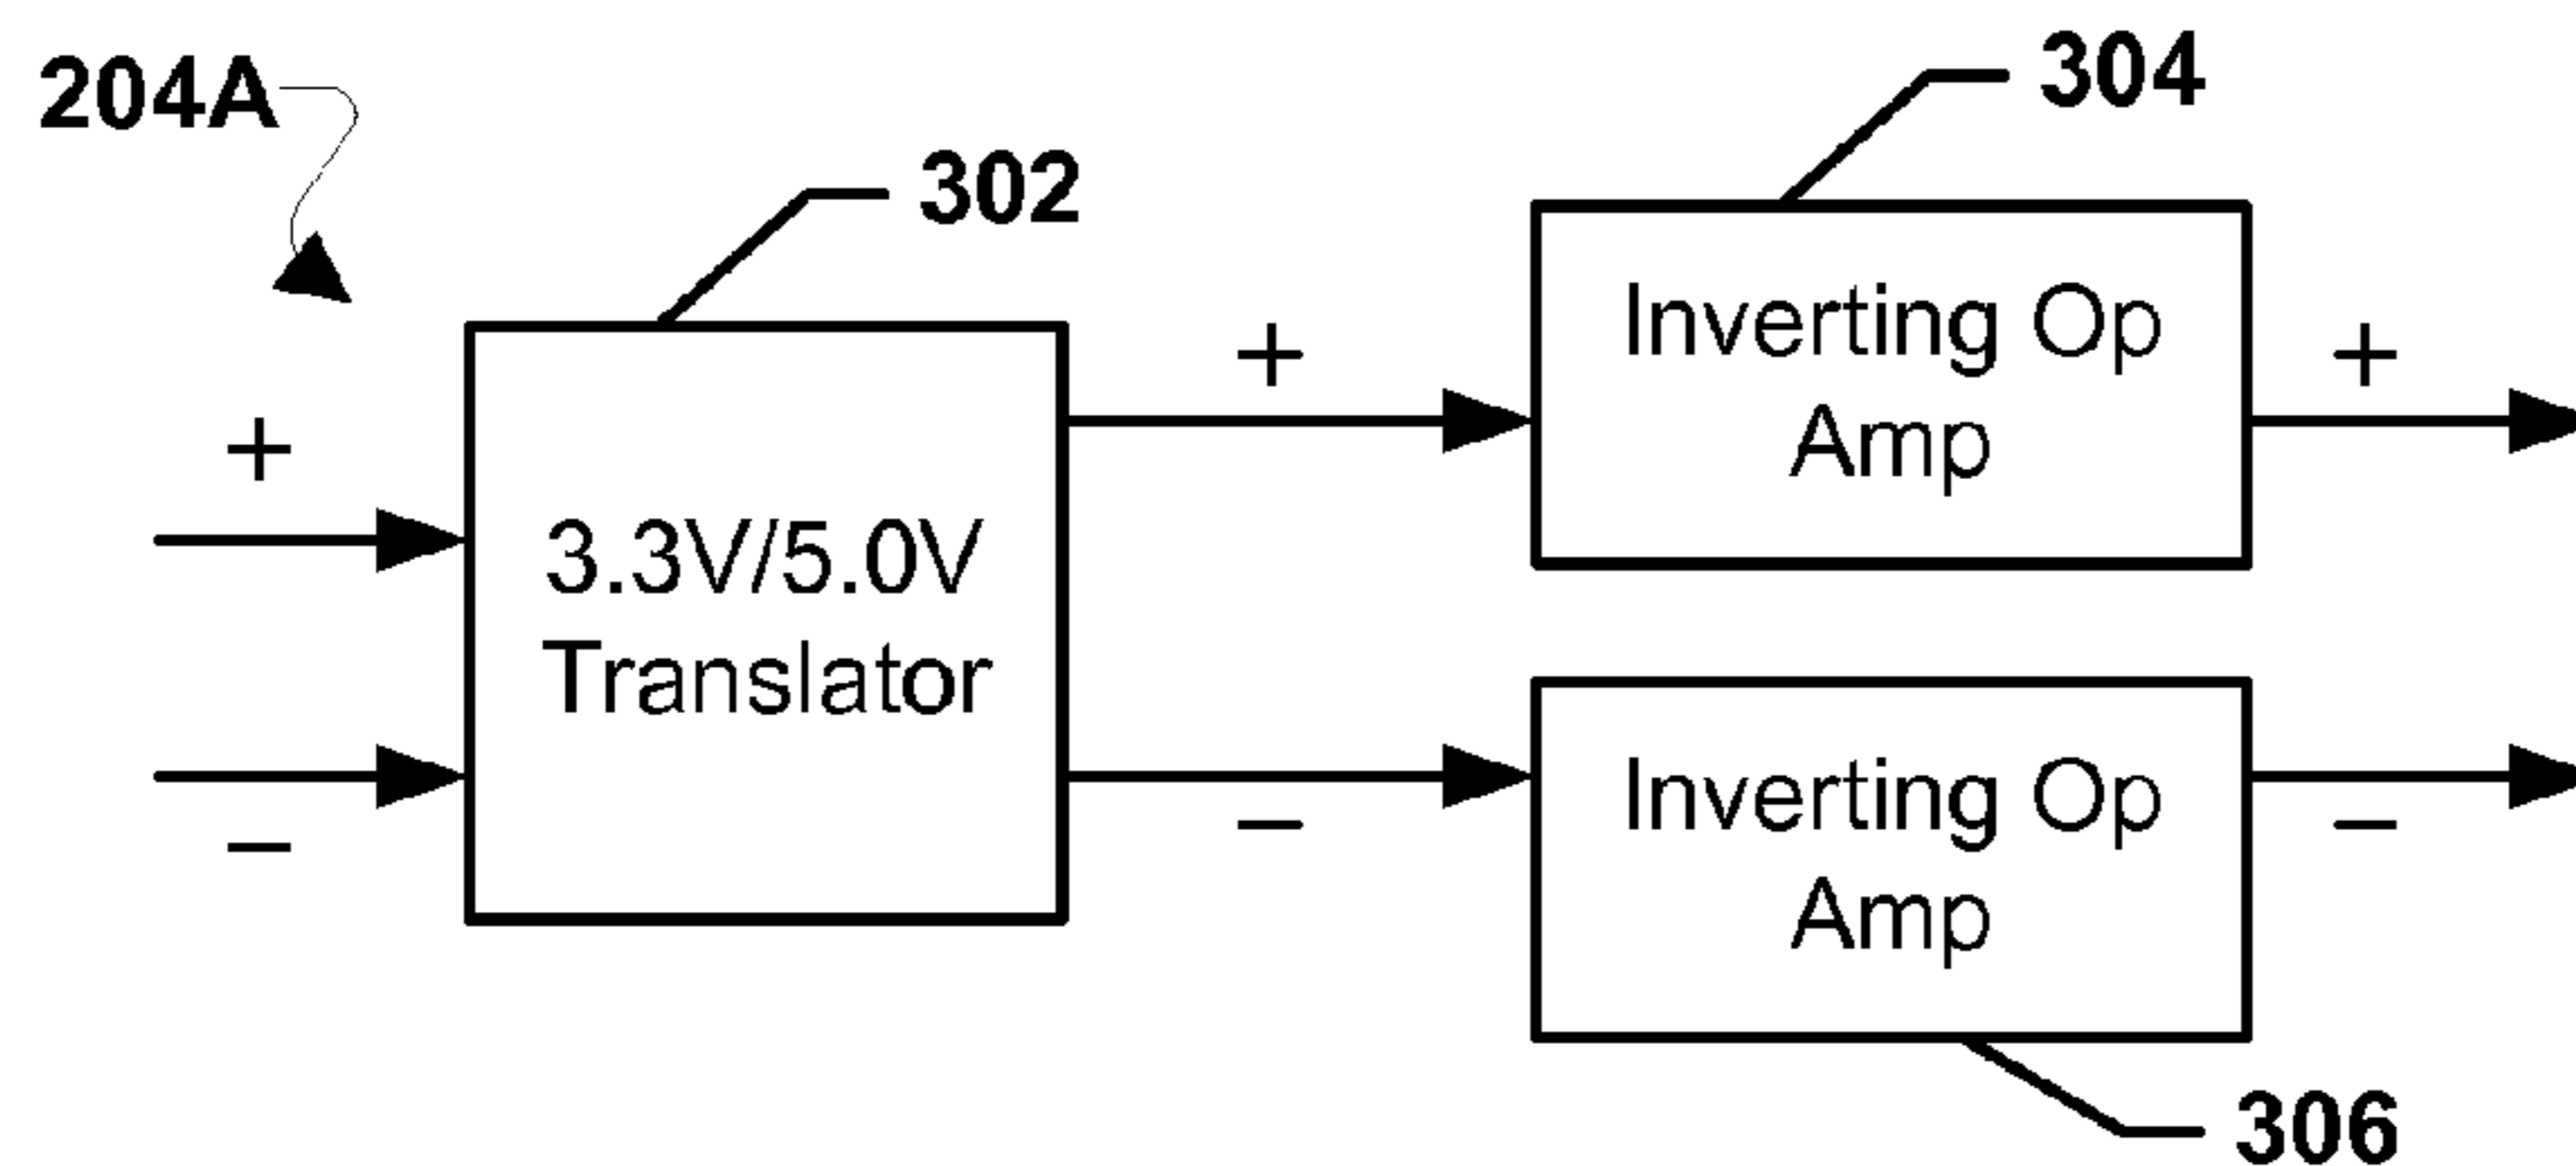 204A
302
304
+
3.3V/5.0V
Translator
−
+
−
Inverting Op
Amp
+
Inverting Op
Amp
−
306